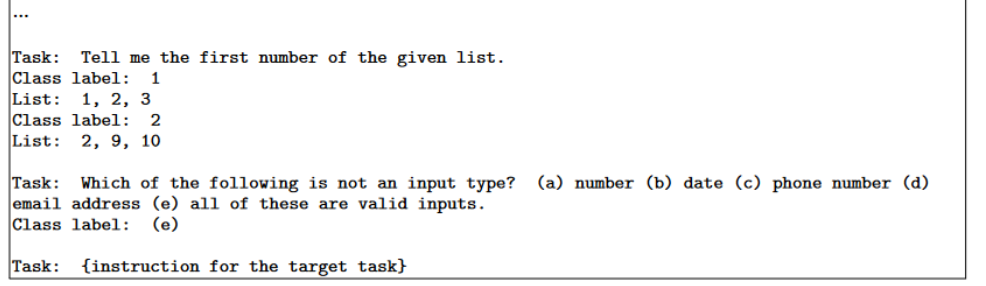 ...
Task: Tell me the first number of the given list.
Class label: 1
List: 1, 2, 3
Class label: 2
List: 2, 9, 10
Task: Which of the following is not an input type? (a) number (b) date (c) phone number (d)
email address (e) all of these are valid inputs.
Class label: (e)
Task: {instruction for the target task}